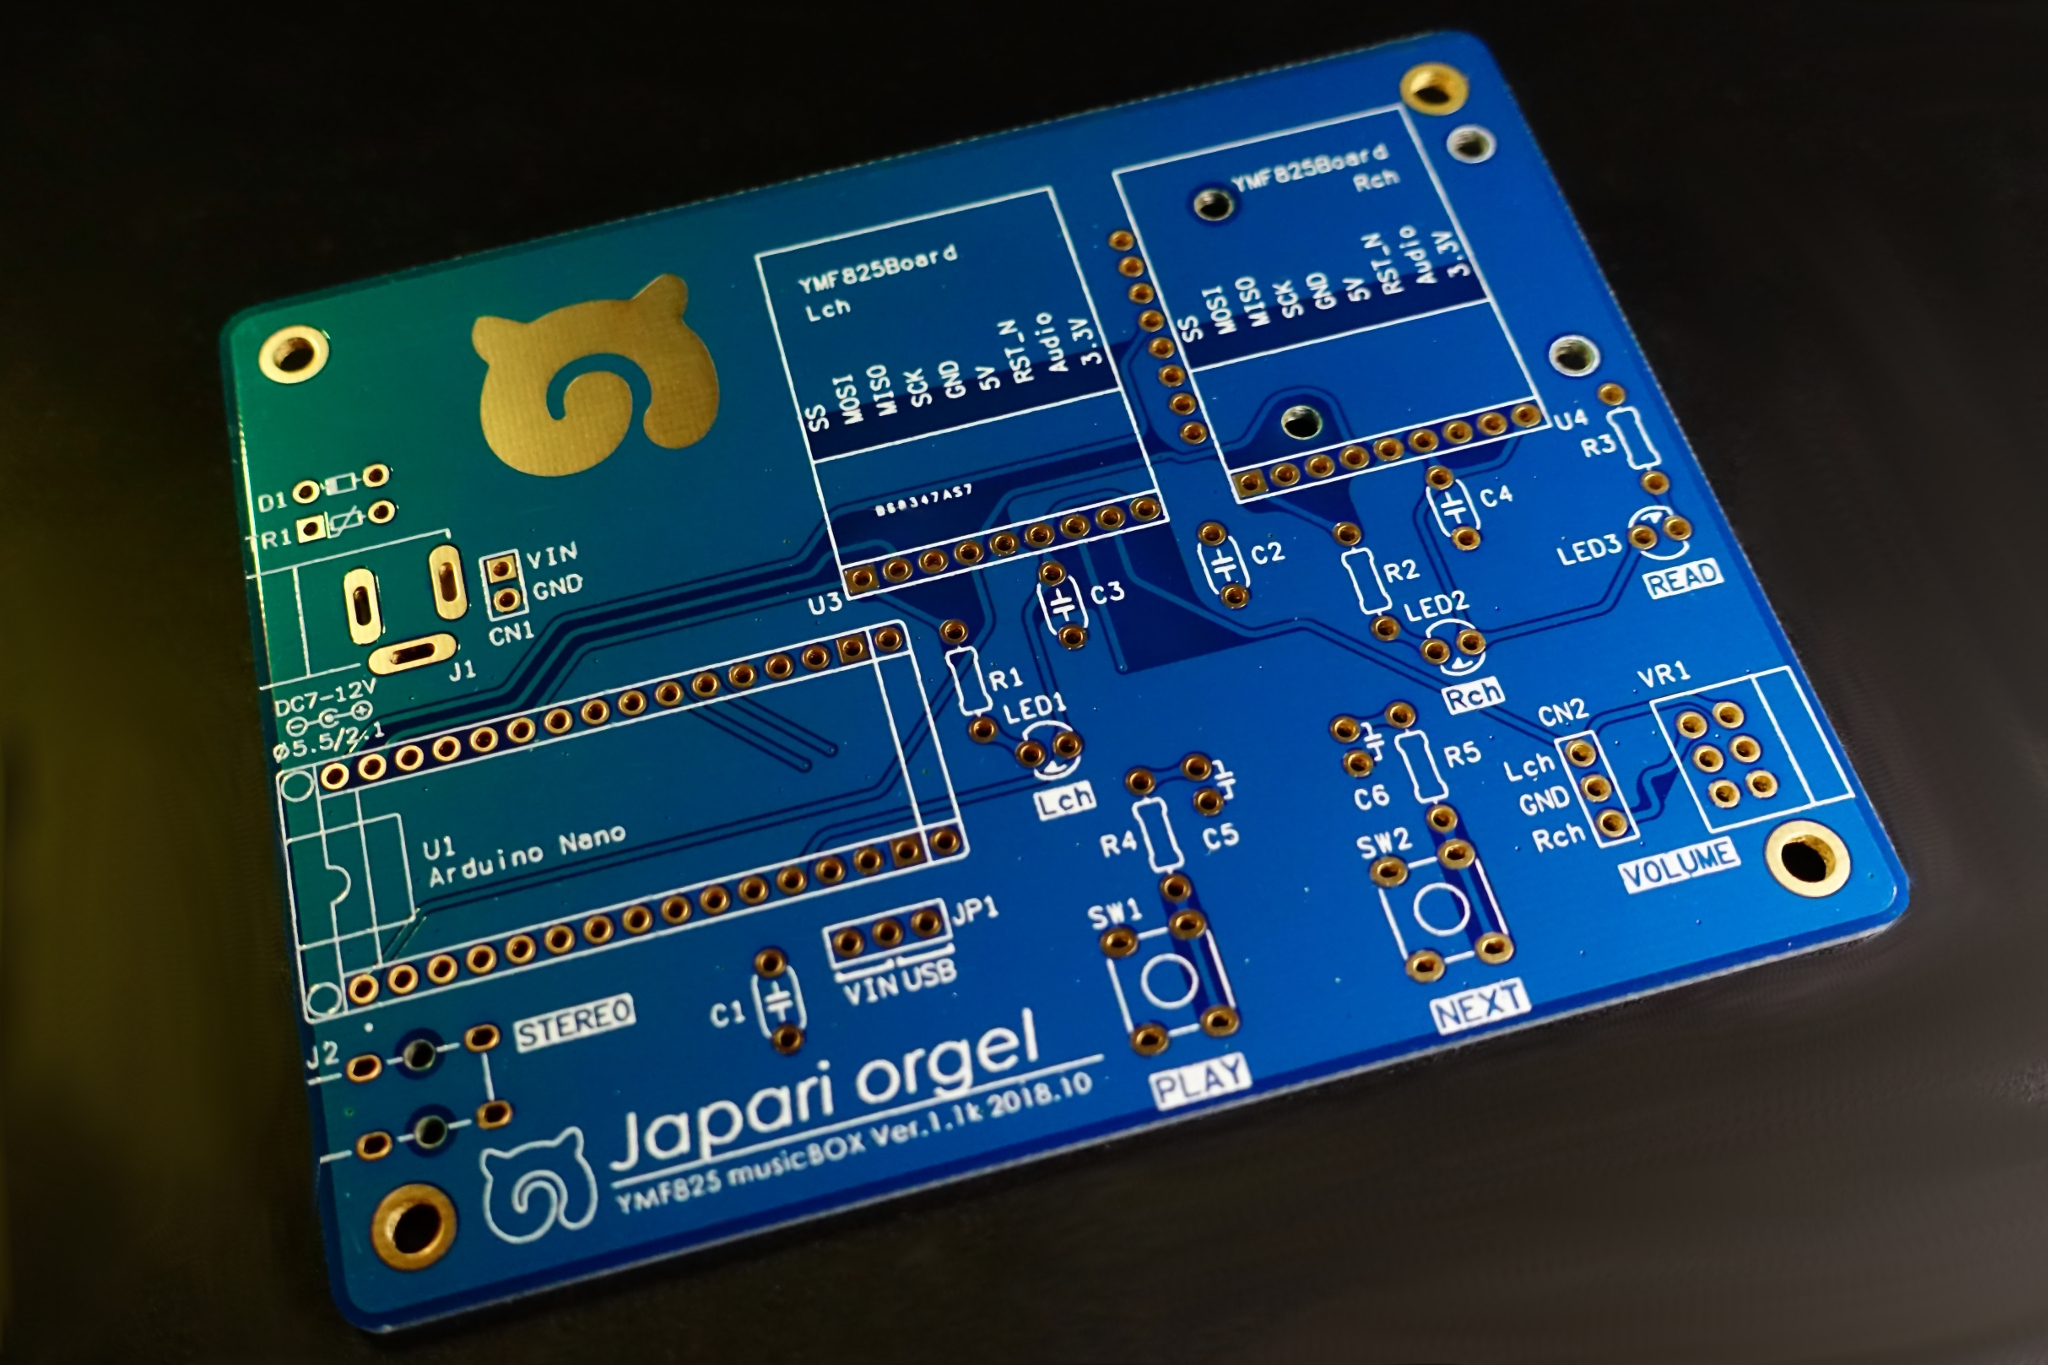 YMF825Board
Rch
SS
MOSI
MISO
SCK
GND
5V
RST_N
Audio
3.3V
U4
YMF825Board
Lch
SS
MOSI
MISO
SCK
GND
5V
RST_N
Audio
3.3V
U3
D1
R1
VIN
GND
CN1
J1
DC7-12V
ø5.5/2.1
C3
C2
C4
R3
LED3
READ
R2
LED2
Rch
R1
LED1
Lch
U1
Arduino Nano
VR1
CN2
Lch
GND
Rch
VOLUME
R5
C6
SW2
NEXT
R4
C5
SW1
PLAY
JP1
VIN USB
C1
STEREO
J2
Japari orgel
YMF825 musicBOX Ver.1.1k 2018.10